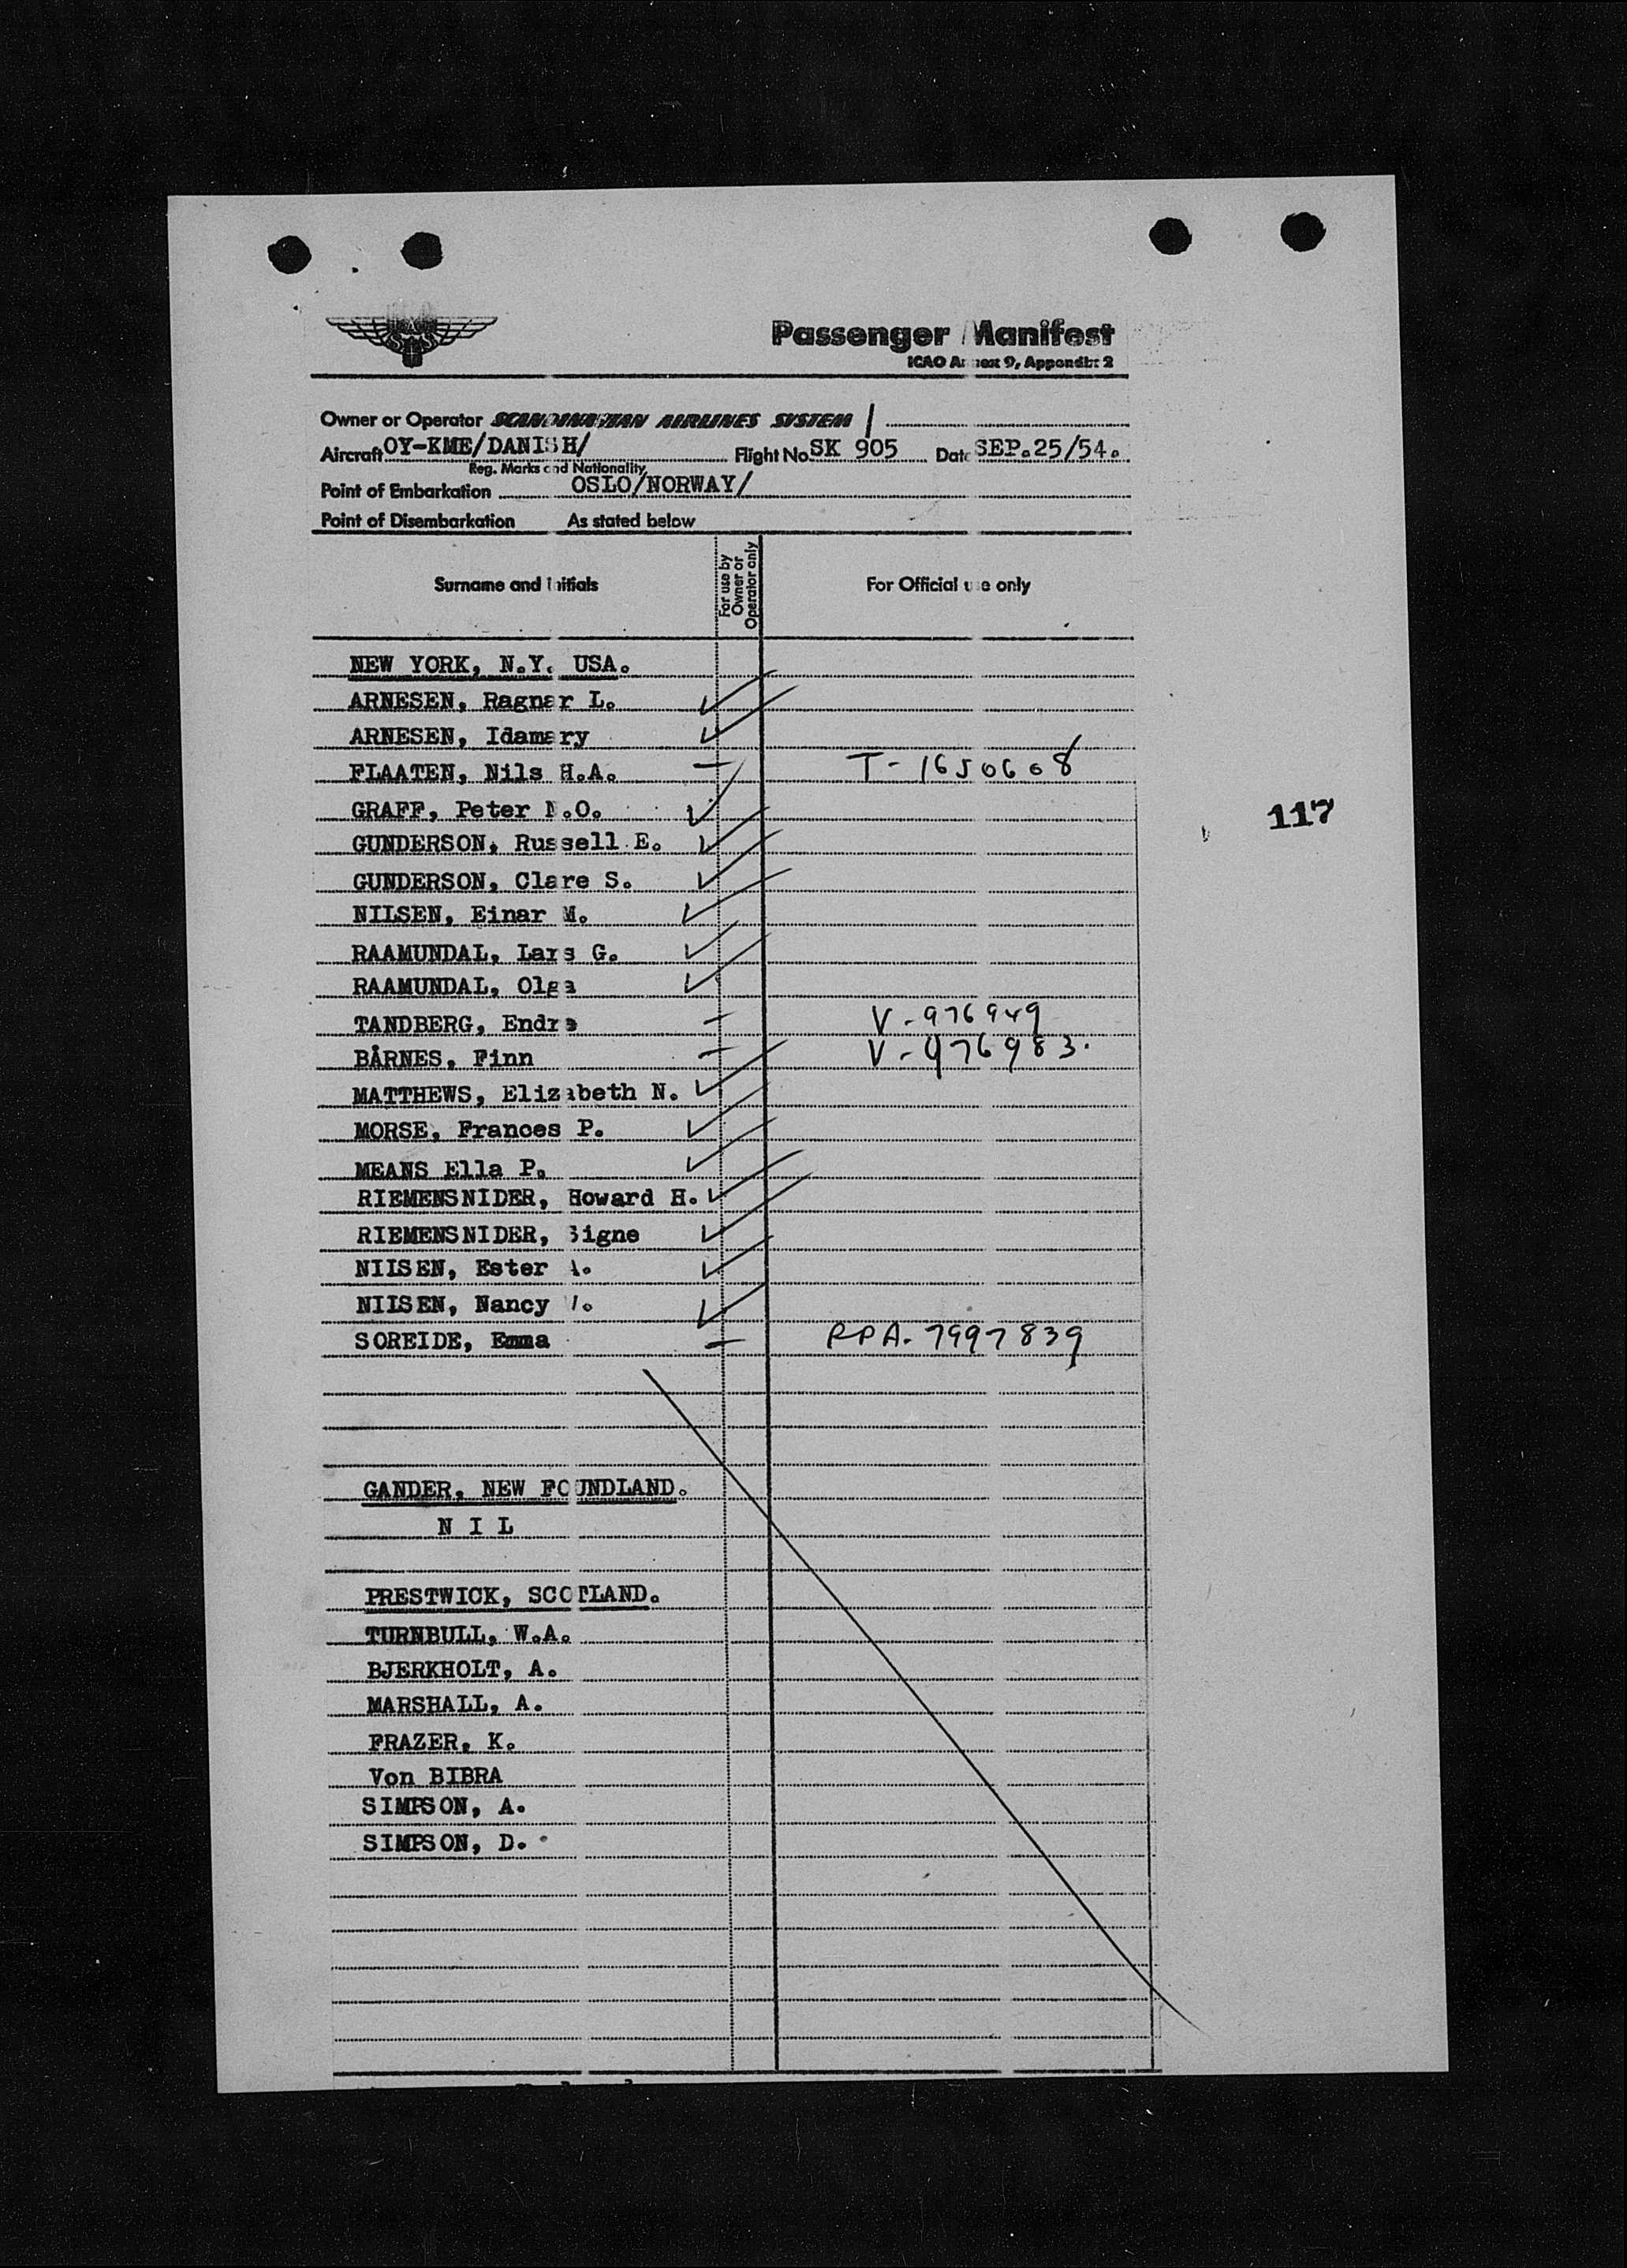 SAS
Passenger Manifest
ICAO Annex 9, Appendix 2
Owner or Operator SCANDINAVIAN AIRLINES SYSTEM
Aircraft OY-KME/DANISH/ Flight No SK 905 Date SEP.25/54.
Reg. Marks and Nationality
Point of Embarkation OSLO/NORWAY/
Point of Disembarkation As stated below
Surname and Initials
For use by Owner or Operator only
For Official use only
NEW YORK, N.Y. USA.
ARNESEN, Ragnar L.
ARNESEN, Idamary
FLAATEN, Nils H.A. T-1650608
GRAFF, Peter .O.
117
GUNDERSON, Russell E.
GUNDERSON, Clare S.
NILSEN, Einar M.
RAAMUNDAL, Lars G.
RAAMUNDAL, Olga
TANDBERG, Endre V-976949
BÅRNES, Finn V-976983.
MATTHEWS, Elizabeth N.
MORSE, Frances P.
MEANS Ella P.
RIEMENSNIDER, Howard H.
RIEMENSNIDER, Signe
NILSEN, Ester A.
NILSEN, Nancy
SOREIDE, Emma RPA-7997839
GANDER, NEW FOUNDLAND.
N I L
PRESTWICK, SCOTLAND.
TURNBULL, W.A.
BJERKHOLT, A.
MARSHALL, A.
FRAZER, K.
Von BIBRA
SIMPSON, A.
SIMPSON, D.